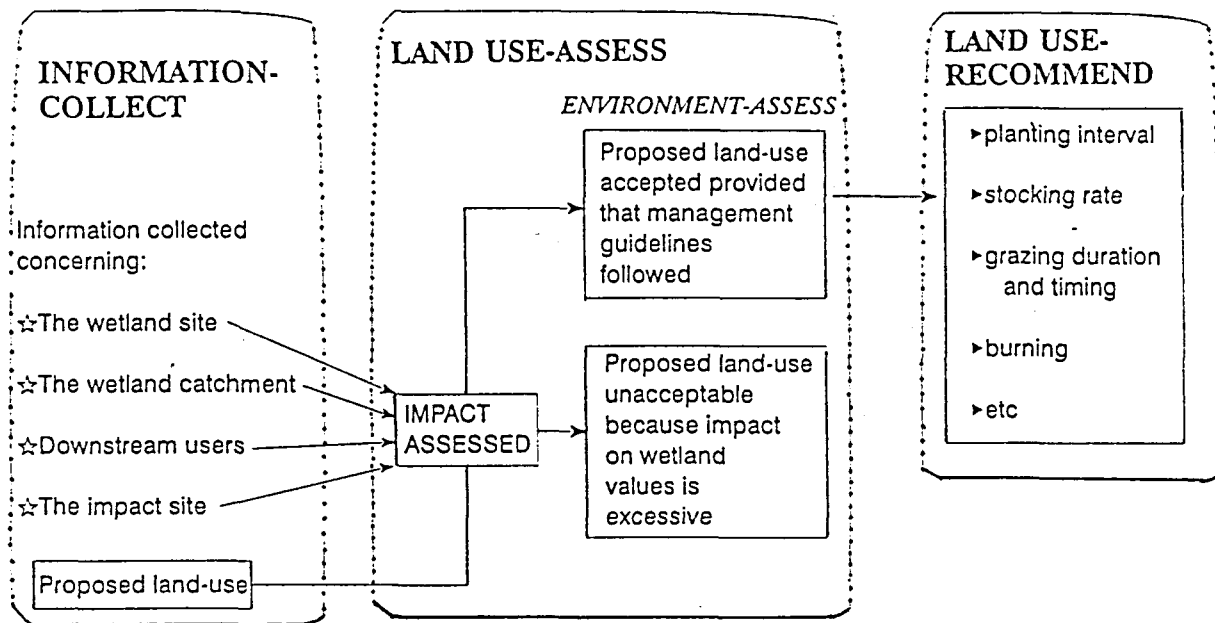 INFORMATION-
COLLECT
Information collected
concerning:
☆The wetland site
☆The wetland catchment
☆Downstream users
☆The impact site
Proposed land-use
LAND USE-ASSESS
ENVIRONMENT-ASSESS
IMPACT
ASSESSED
Proposed land-use
accepted provided
that management
guidelines
followed
Proposed land-use
unacceptable
because impact
on wetland
values is
excessive
LAND USE-
RECOMMEND
▸planting interval
▸stocking rate
▸grazing duration
and timing
▸burning
▸etc